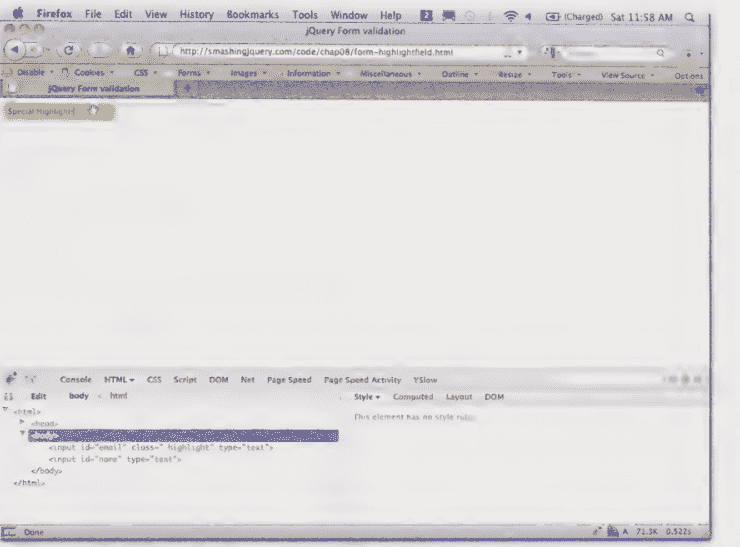 Firefox File Edit View History Bookmarks Tools Window Help (Charged) Sat 11:58 AM
jQuery Form validation
http://smashingjquery.com/code/chap08/form-highlightfield.html
Disable Cookies CSS Forms Images Information Miscellaneous Outline Resize Tools View Source Options
jQuery Form validation
Special Highlight
Console HTML CSS Script DOM Net Page Speed Page Speed Activity YSlow
Edit body < html Style Computed Layout DOM
<html> This element has no style rules.
<head>
<body>
<input id="email" class=" highlight" type="text">
<input id="name" type="text">
</body>
</html>
Done A 71.3K 0.522s